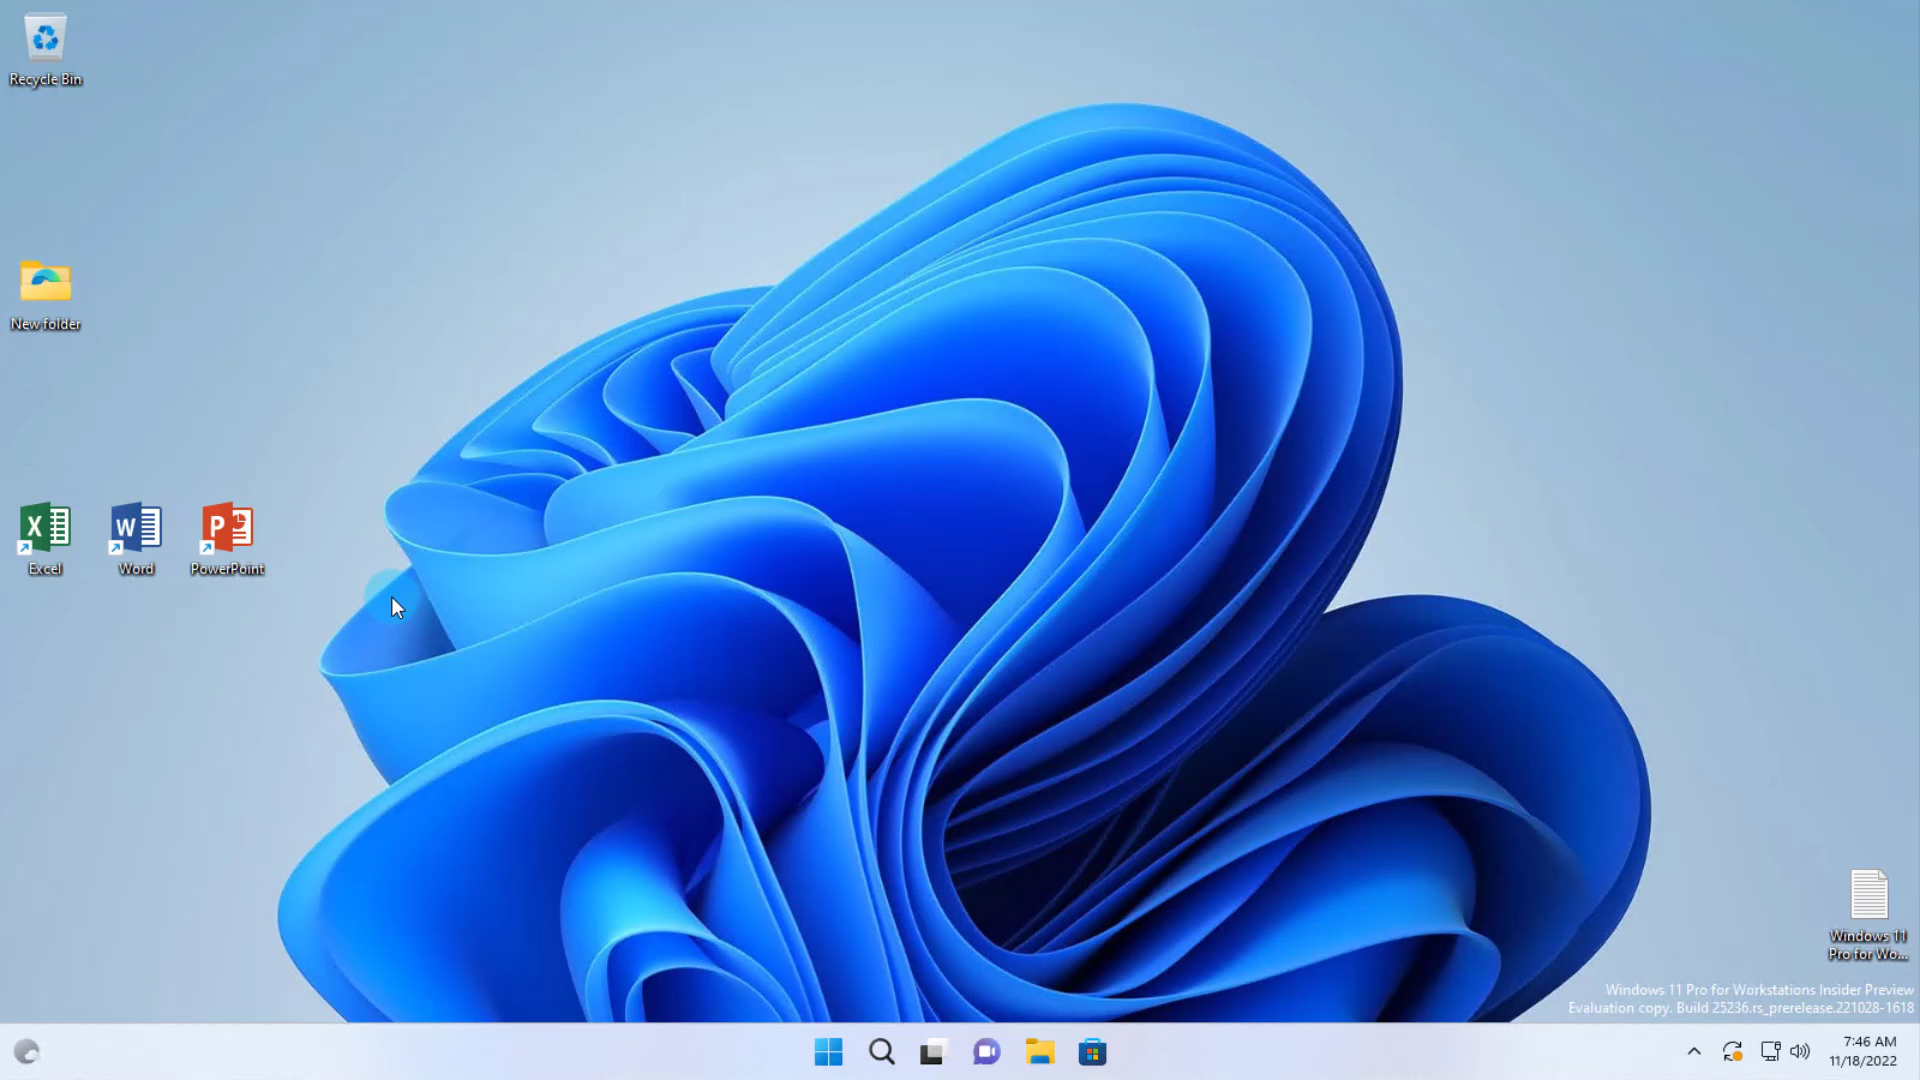 Recycle Bin
New folder
Excel
Word
PowerPoint
Windows 11
Pro for Wo...
Windows 11 Pro for Workstations Insider Preview
Evaluation copy. Build 25236.rs_prerelease.221028-1618
7:46 AM
11/18/2022